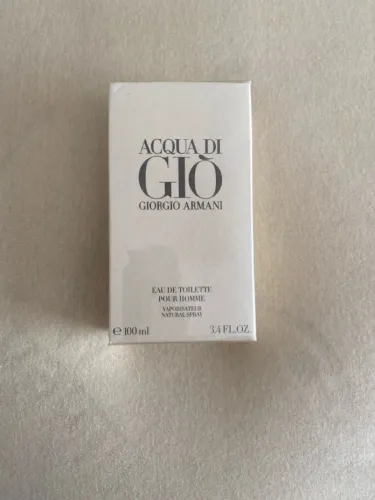 ACQUA DI
GIÒ
GIORGIO ARMANI
EAU DE TOILETTE
POUR HOMME
VAPORISATEUR
NATURAL SPRAY
℮ 100 ml 3.4 FL.OZ.